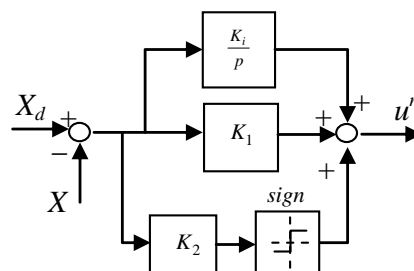 K_i
p
X_d
+
−
X
K_1
+
+
+
u^r
sign
K_2